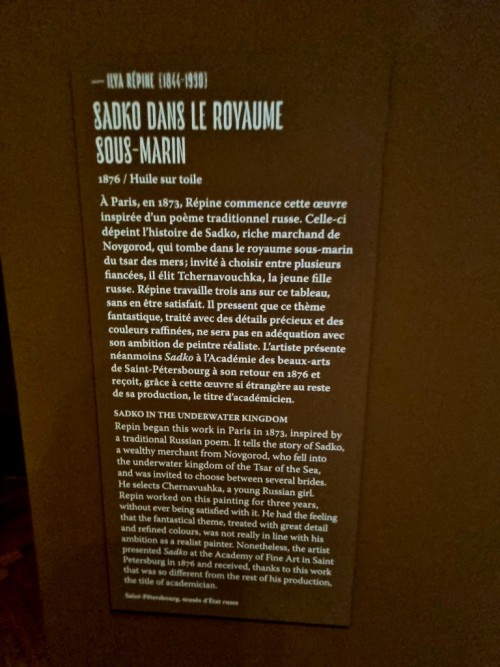 — ILYA RÉPINE (1844-1930)
SADKO DANS LE ROYAUME
SOUS-MARIN
1876 / Huile sur toile
À Paris, en 1873, Répine commence cette œuvre
inspirée d'un poème traditionnel russe. Celle-ci
dépeint l'histoire de Sadko, riche marchand de
Novgorod, qui tombe dans le royaume sous-marin
du tsar des mers ; invité à choisir entre plusieurs
fiancées, il élit Tchernavouchka, la jeune fille
russe. Répine travaille trois ans sur ce tableau,
sans en être satisfait. Il pressent que ce thème
fantastique, traité avec des détails précieux et des
couleurs raffinées, ne sera pas en adéquation avec
son ambition de peintre réaliste. L'artiste présente
néanmoins Sadko à l'Académie des beaux-arts
de Saint-Pétersbourg à son retour en 1876 et
reçoit, grâce à cette œuvre si étrangère au reste
de sa production, le titre d'académicien.
SADKO IN THE UNDERWATER KINGDOM
Repin began this work in Paris in 1873, inspired by
a traditional Russian poem. It tells the story of Sadko,
a wealthy merchant from Novgorod, who fell into
the underwater kingdom of the Tsar of the Sea,
and was invited to choose between several brides.
He selects Chernavushka, a young Russian girl.
Repin worked on this painting for three years,
without ever being satisfied with it. He had the feeling
that the fantastical theme, treated with great detail
and refined colours, was not really in line with his
ambition as a realist painter. Nonetheless, the artist
presented Sadko at the Academy of Fine Art in Saint
Petersburg in 1876 and received, thanks to this work
that was so different from the rest of his production,
the title of academician.
Saint-Pétersbourg, musée d'État russe